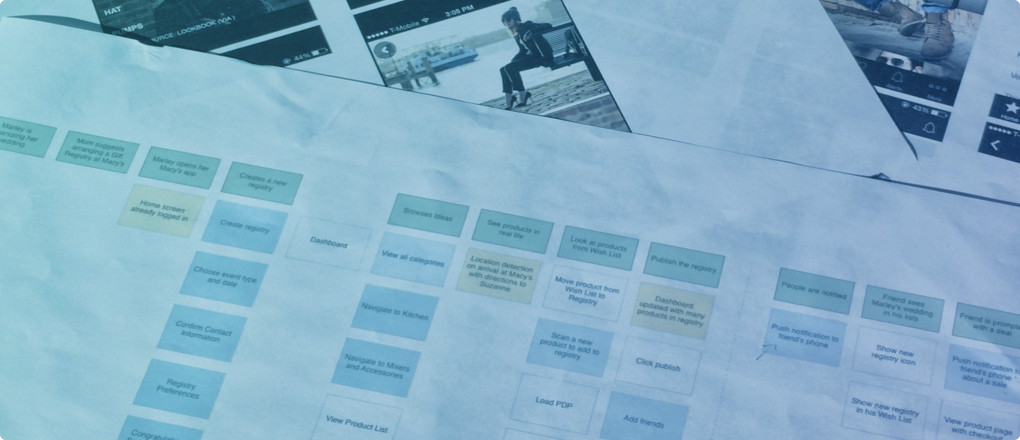 HAT
PUMPS
SOURCE: LOOKBOOK (VIA )
44%
T-Mobile
3:05 PM
Alerts
More
43%
Home
Marley is
organizing her
wedding
Mom suggests
arranging a Gift
Registry at Macy's
Marley opens her
Macy's app
Creates a new
registry
Home screen
already logged in
Create registry
Choose event type
and date
Confirm Contact
Information
Registry
Preferences
Dashboard
Browses Ideas
View all categories
Navigate to Kitchen
Navigate to Mixers
and Accessories
View Product List
See products in
real life
Location detection
on arrival at Macy's
with directions to
Suzanne
Look at products
from Wish List
Move product from
Wish List to
Registry
Scan a new
product to add to
registry
Load PDP
Publish the registry
Dashboard
updated with many
products in registry
Click publish
Add friends
People are notified
Push notification to
friend's phone
Friend sees
Marley's wedding
in his lists
Show new
registry icon
Show new registry
in his Wish List
Friend is prompt
with a deal
Push notification to
friend's phone
about a sale
View product page
with checkout